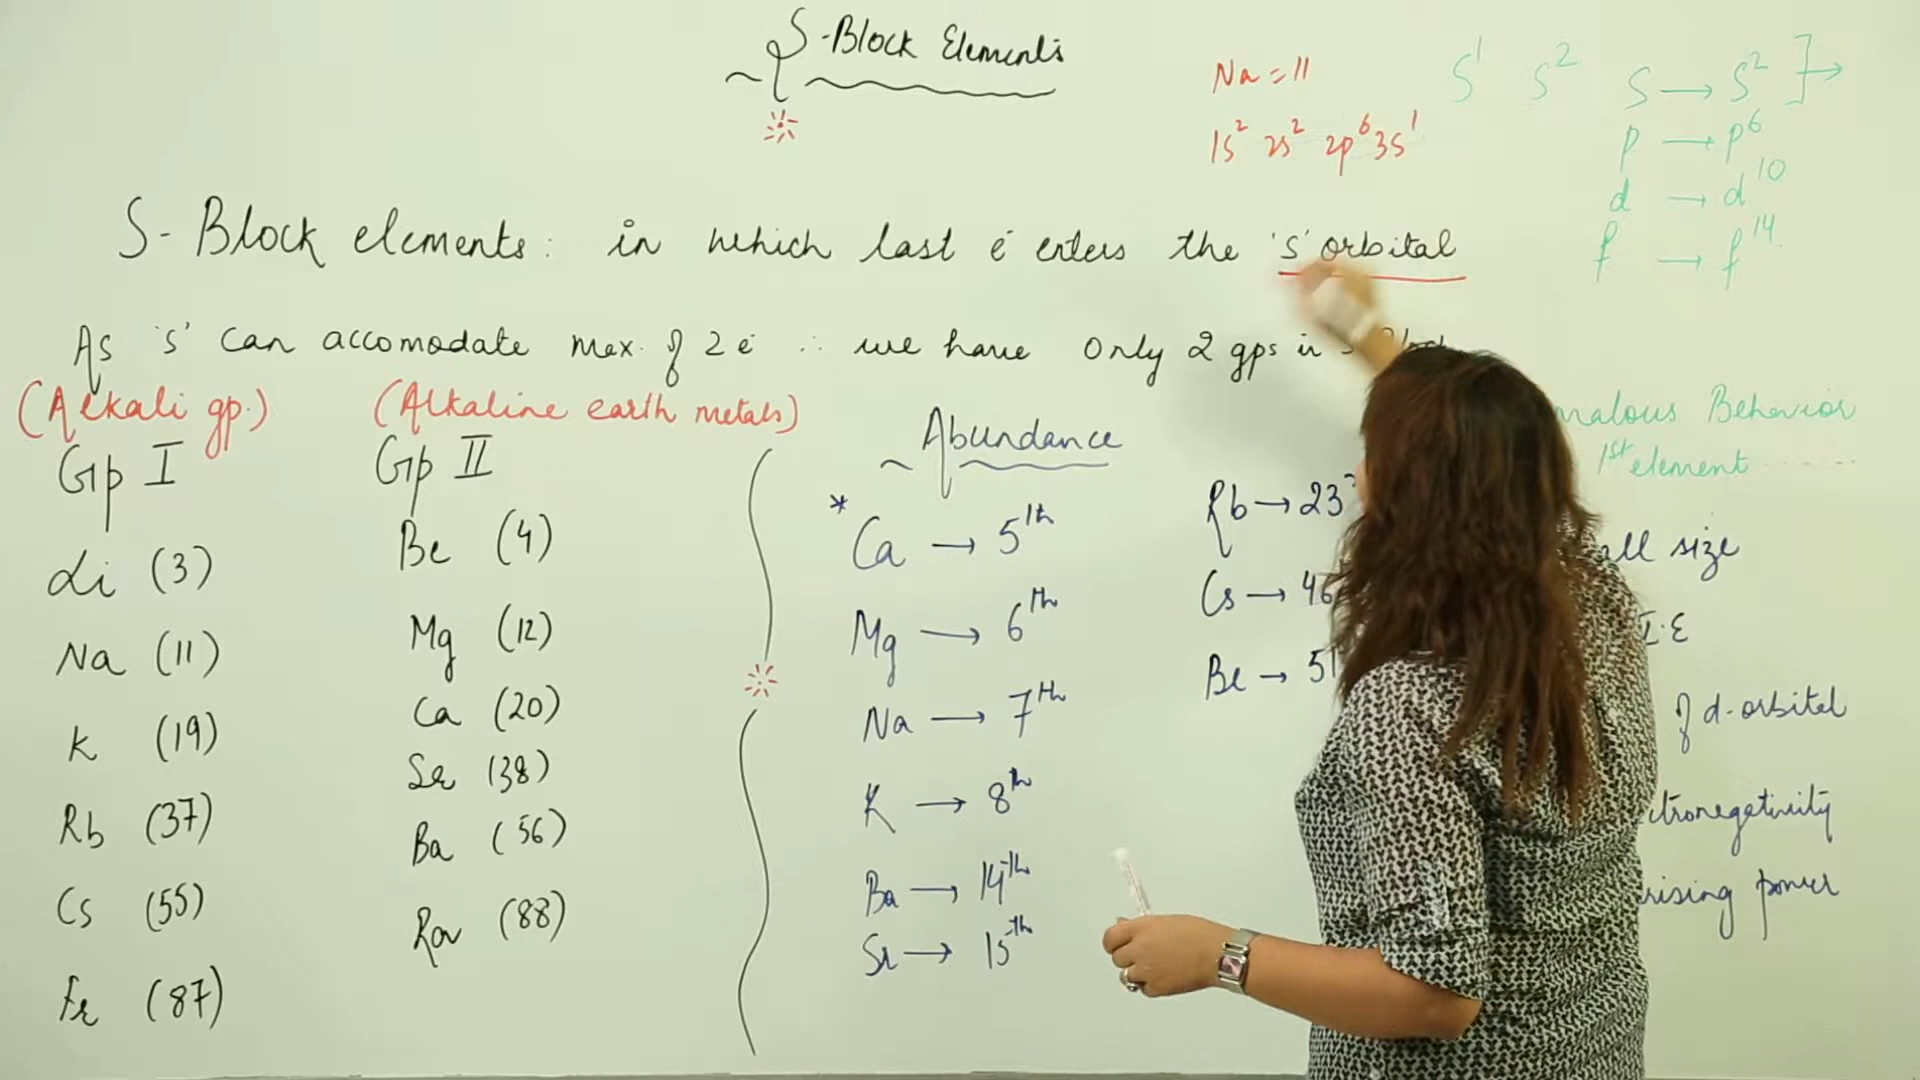 S-Block Elements
Na = 11
1s² 2s² 2p⁶ 3s¹
S¹ S² S → S² ] →
p → p⁶
d → d¹⁰
f → f¹⁴
S-Block elements: in which last e⁻ enters the 's' orbital
As 's' can accomodate max. of 2e⁻ ∴ we have only 2 gps in
(Alkali gp.) (Alkaline earth metals)
Gp I Gp II
Li (3) Be (4)
Na (11) Mg (12)
K (19) Ca (20)
Rb (37) Sr (38)
Cs (55) Ba (56)
Fr (87) Ra (88)
Abundance
* Ca → 5th
Mg → 6th
Na → 7th
K → 8th
Ba → 14th
Sr → 15th
Rb → 23
Cs → 46
Be → 51
Behavior
1st element ......
size
I.E
of d-orbital
power